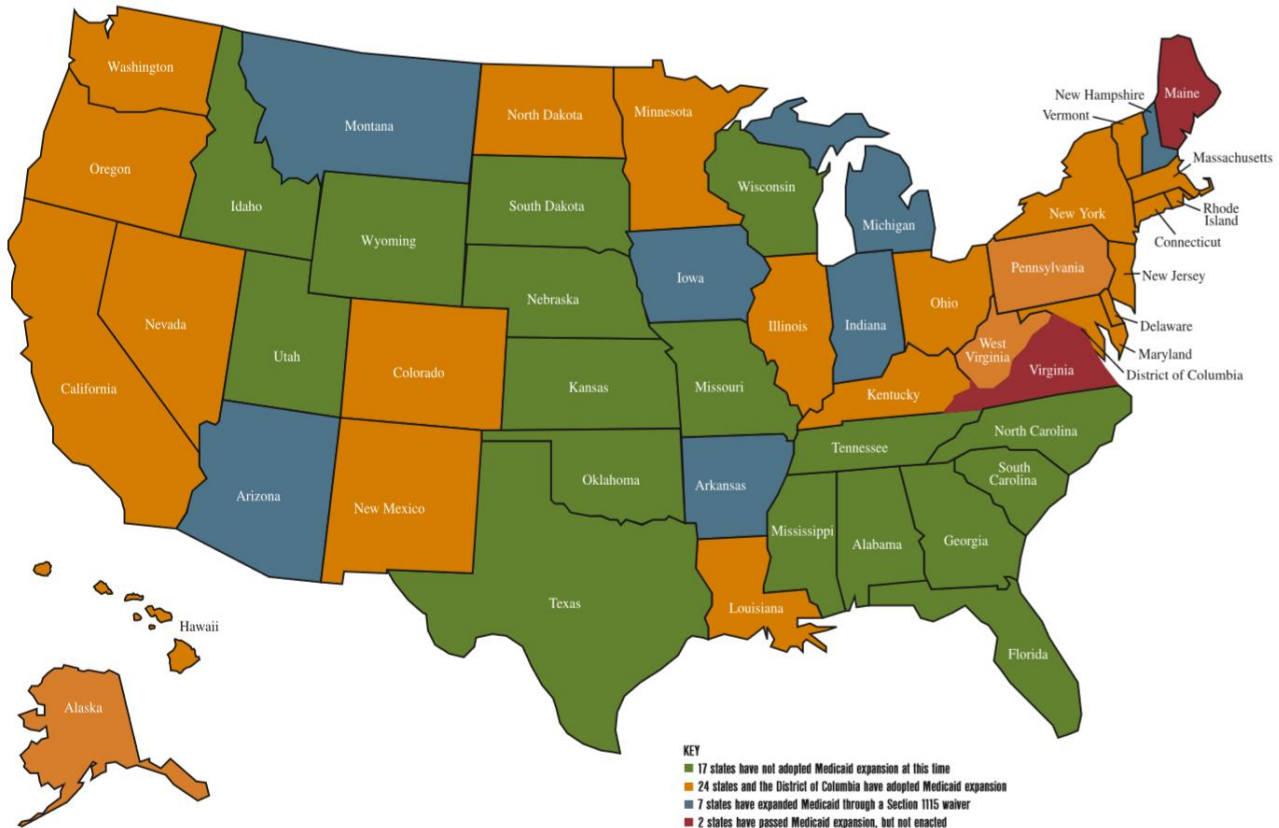 Washington
Oregon
California
Nevada
Idaho
Montana
Wyoming
Utah
Arizona
Colorado
New Mexico
North Dakota
South Dakota
Nebraska
Kansas
Oklahoma
Texas
Minnesota
Iowa
Missouri
Arkansas
Louisiana
Wisconsin
Illinois
Michigan
Indiana
Ohio
Kentucky
Tennessee
Mississippi
Alabama
Georgia
Florida
South
Carolina
North Carolina
Virginia
West
Virginia
Pennsylvania
New York
New Hampshire
Vermont
Maine
Massachusetts
Rhode
Island
Connecticut
New Jersey
Delaware
Maryland
District of Columbia
Hawaii
Alaska
KEY
17 states have not adopted Medicaid expansion at this time
24 states and the District of Columbia have adopted Medicaid expansion
7 states have expanded Medicaid through a Section 1115 waiver
2 states have passed Medicaid expansion, but not enacted